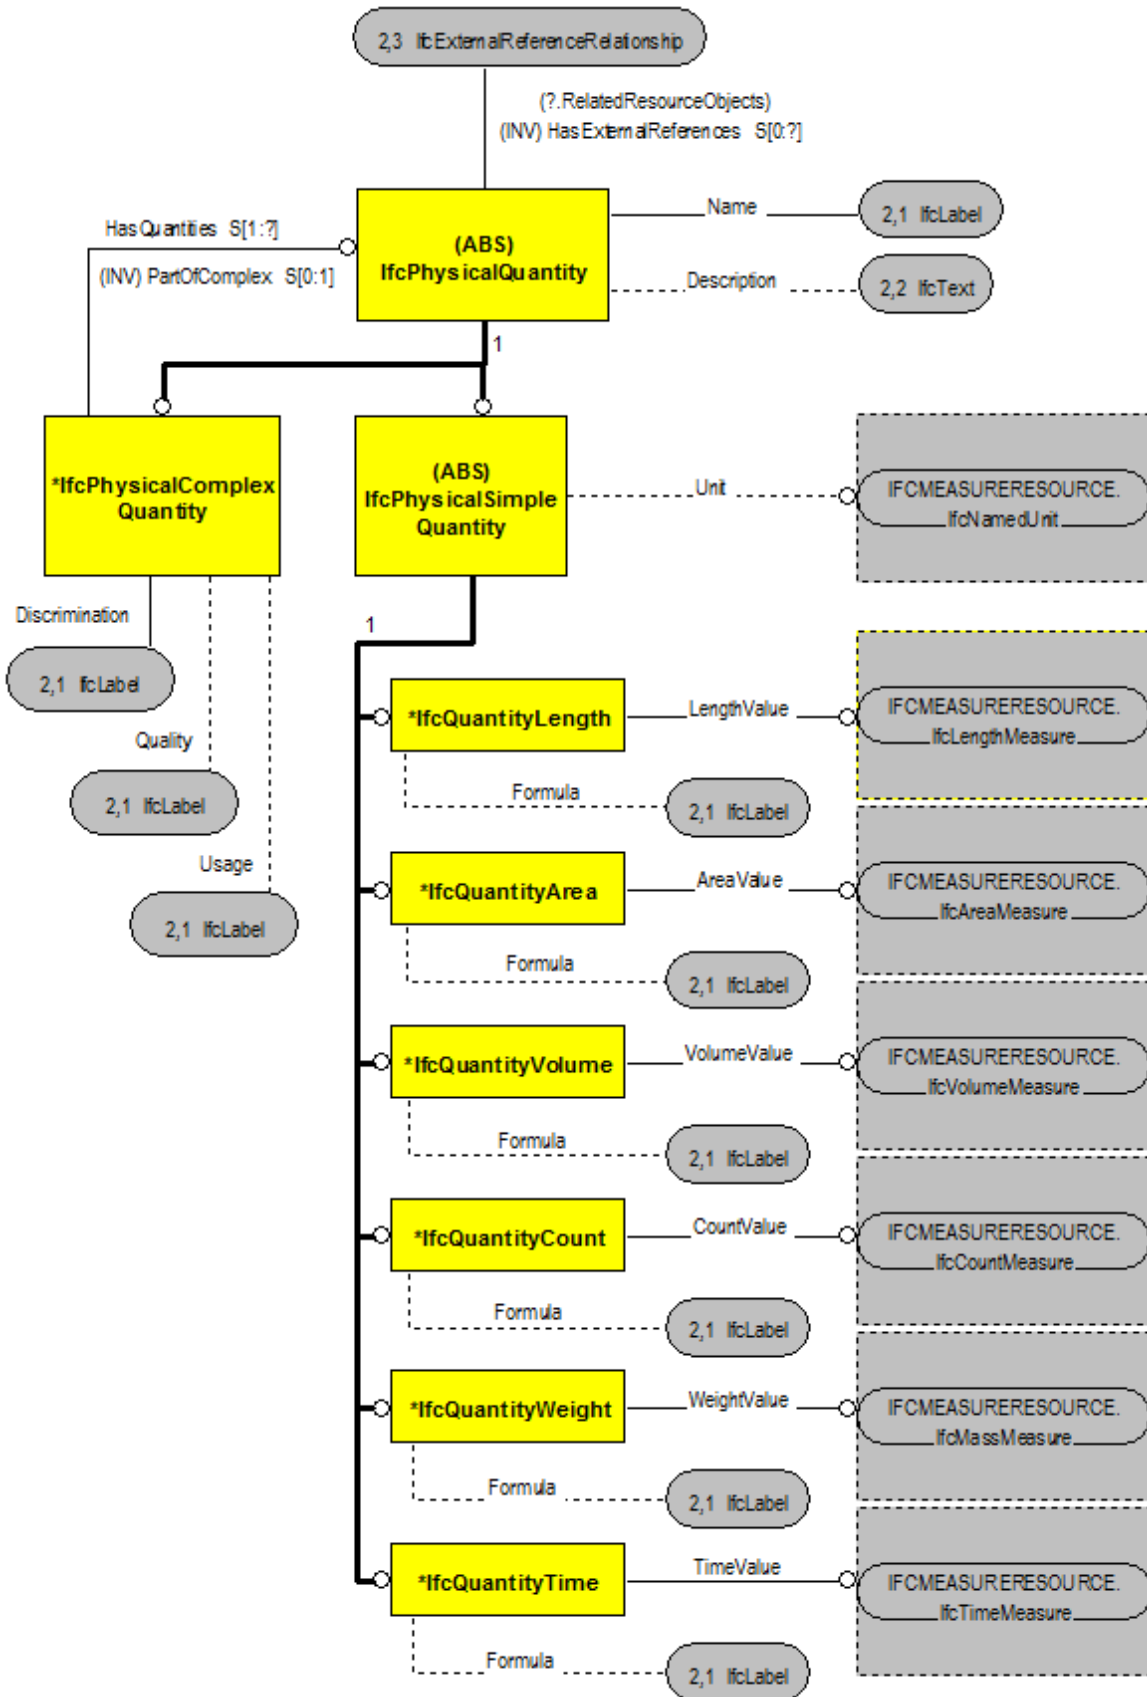 2,3 IfcExternalReferenceRelationship
(?.RelatedResourceObjects)
(INV) HasExternalReferences S[0:?]
HasQuantities S[1:?]
(INV) PartOfComplex S[0:1]
(ABS)
IfcPhysicalQuantity
Name
2,1 IfcLabel
Description
2,2 IfcText
1
*IfcPhysicalComplex
Quantity
(ABS)
IfcPhysicalSimple
Quantity
Unit
IFCMEASURERESOURCE.
IfcNamedUnit
Discrimination
2,1 IfcLabel
Quality
2,1 IfcLabel
Usage
2,1 IfcLabel
1
*IfcQuantityLength
LengthValue
IFCMEASURERESOURCE.
IfcLengthMeasure
Formula
2,1 IfcLabel
*IfcQuantityArea
AreaValue
IFCMEASURERESOURCE.
IfcAreaMeasure
Formula
2,1 IfcLabel
*IfcQuantityVolume
VolumeValue
IFCMEASURERESOURCE.
IfcVolumeMeasure
Formula
2,1 IfcLabel
*IfcQuantityCount
CountValue
IFCMEASURERESOURCE.
IfcCountMeasure
Formula
2,1 IfcLabel
*IfcQuantityWeight
WeightValue
IFCMEASURERESOURCE.
IfcMassMeasure
Formula
2,1 IfcLabel
*IfcQuantityTime
TimeValue
IFCMEASURERESOURCE.
IfcTimeMeasure
Formula
2,1 IfcLabel